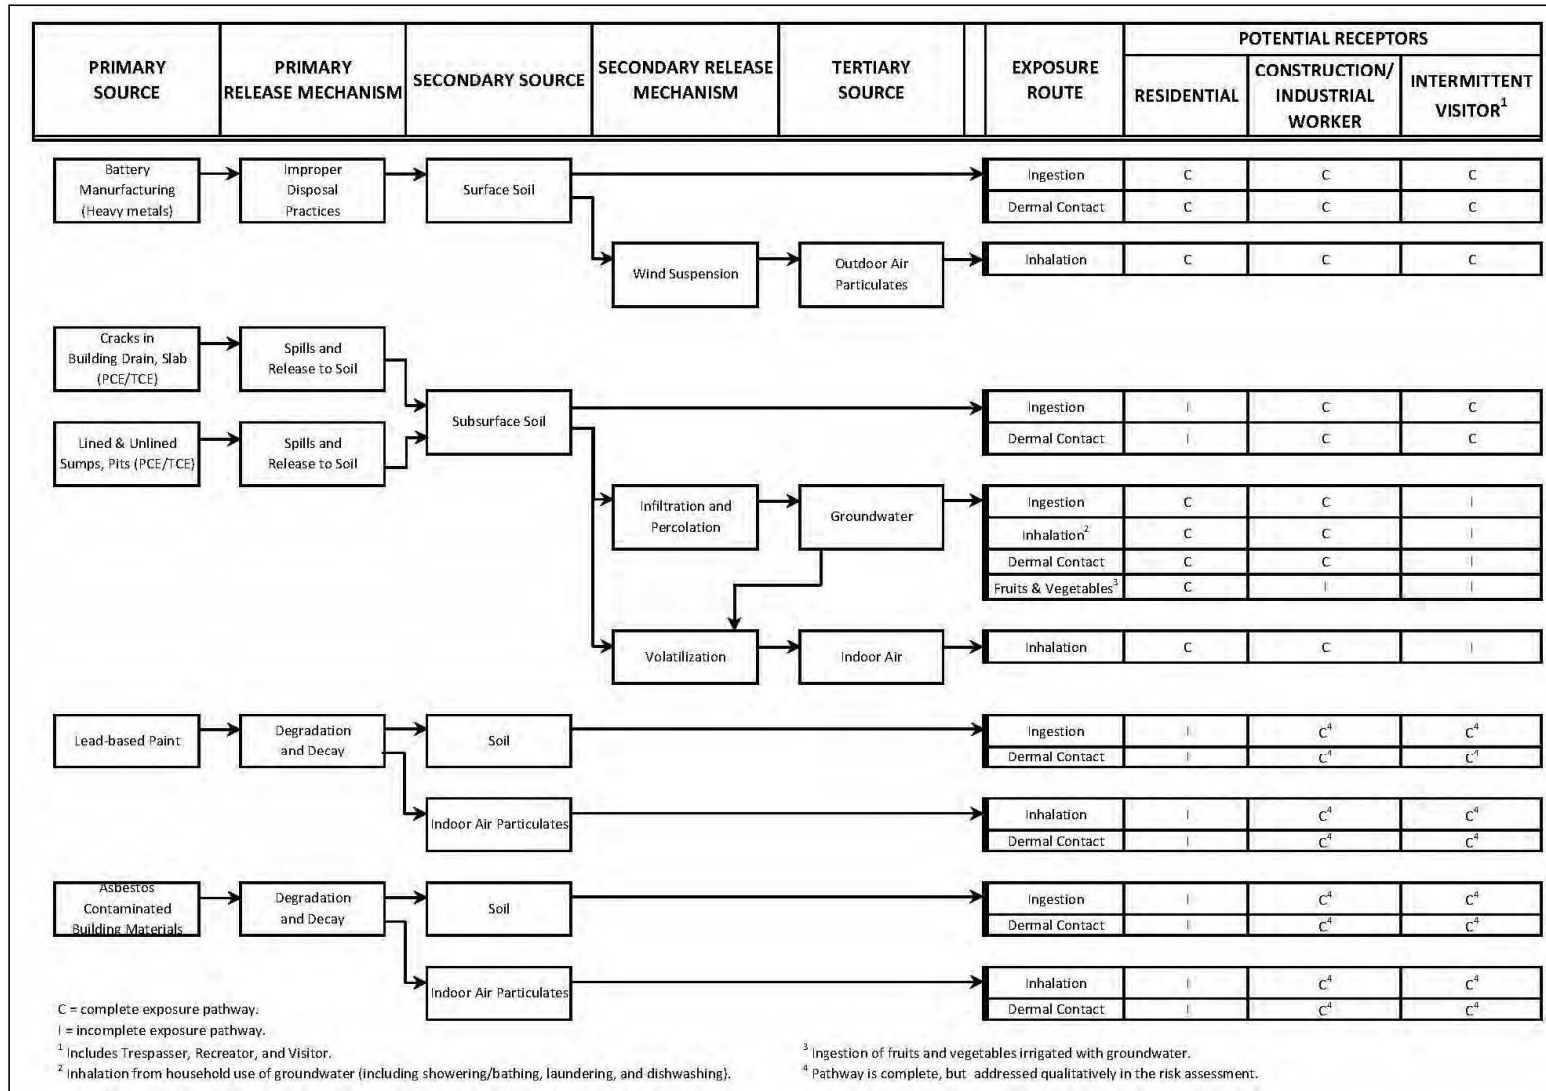 PRIMARY
SOURCE
PRIMARY
RELEASE MECHANISM
SECONDARY SOURCE
SECONDARY RELEASE
MECHANISM
TERTIARY
SOURCE
EXPOSURE
ROUTE
POTENTIAL RECEPTORS
RESIDENTIAL
CONSTRUCTION/
INDUSTRIAL
WORKER
INTERMITTENT
VISITOR¹
Battery
Manurfacturing
(Heavy metals)
Improper
Disposal
Practices
Surface Soil
Ingestion C C C
Dermal Contact C C C
Wind Suspension
Outdoor Air
Particulates
Inhalation C C C
Cracks in
Building Drain, Slab
(PCE/TCE)
Spills and
Release to Soil
Lined & Unlined
Sumps, Pits (PCE/TCE)
Spills and
Release to Soil
Subsurface Soil
Ingestion I C C
Dermal Contact I C C
Infiltration and
Percolation
Groundwater
Ingestion C C I
Inhalation² C C I
Dermal Contact C C I
Fruits & Vegetables³ C I I
Volatilization
Indoor Air
Inhalation C C I
Lead-based Paint
Degradation
and Decay
Soil
Ingestion I C⁴ C⁴
Dermal Contact I C⁴ C⁴
Indoor Air Particulates
Inhalation I C⁴ C⁴
Dermal Contact I C⁴ C⁴
Asbestos
Contaminated
Building Materials
Degradation
and Decay
Soil
Ingestion I C⁴ C⁴
Dermal Contact I C⁴ C⁴
Indoor Air Particulates
Inhalation I C⁴ C⁴
Dermal Contact I C⁴ C⁴
C = complete exposure pathway.
I = incomplete exposure pathway.
¹ Includes Trespasser, Recreator, and Visitor.
² Inhalation from household use of groundwater (including showering/bathing, laundering, and dishwashing).
³ Ingestion of fruits and vegetables irrigated with groundwater.
⁴ Pathway is complete, but addressed qualitatively in the risk assessment.